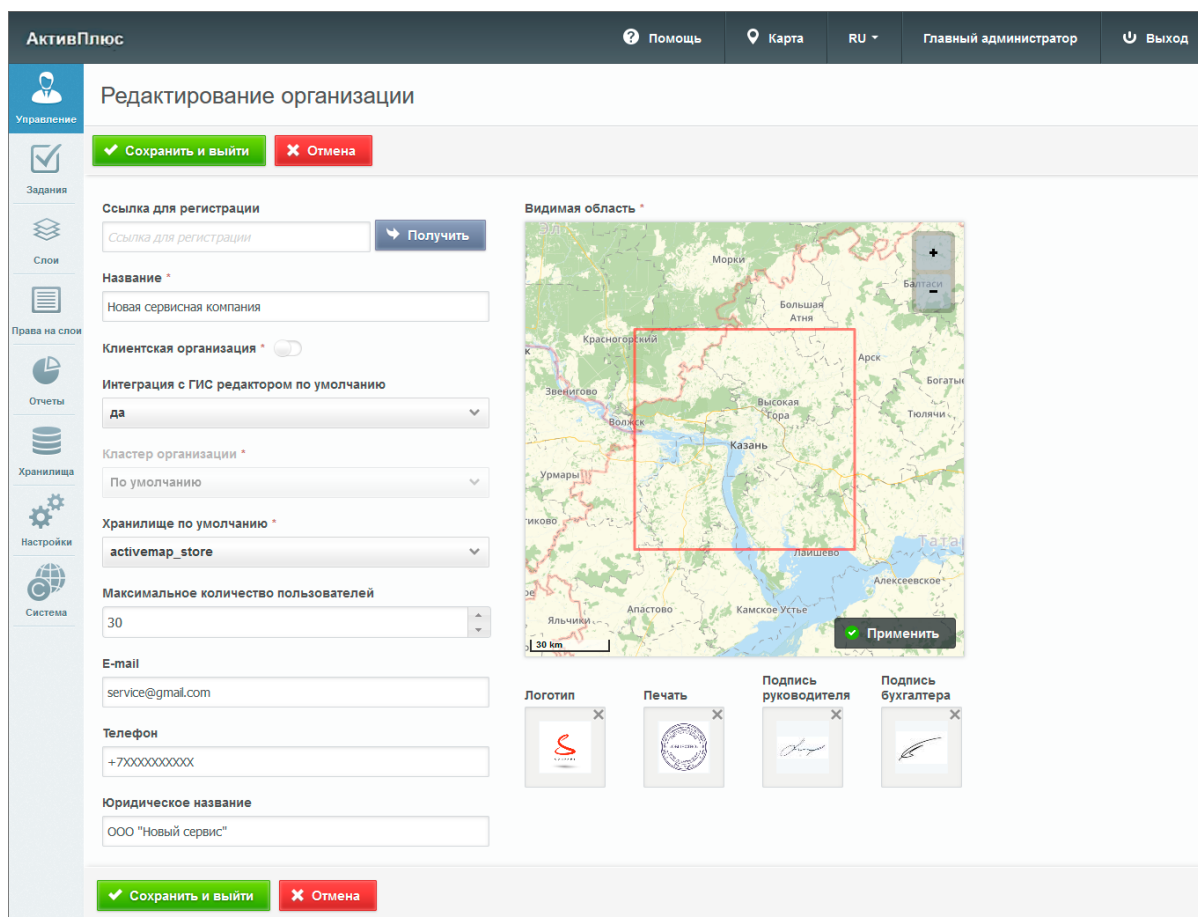 АктивПлюс
Помощь
Карта
RU
Главный администратор
Выход
Управление
Задания
Слои
Права на слои
Отчеты
Хранилища
Настройки
Система
Редактирование организации
Сохранить и выйти
Отмена
Ссылка для регистрации
Ссылка для регистрации
Получить
Название *
Новая сервисная компания
Клиентская организация *
Интеграция с ГИС редактором по умолчанию
да
Кластер организации *
По умолчанию
Хранилище по умолчанию *
activemap_store
Максимальное количество пользователей
30
E-mail
service@gmail.com
Телефон
+7XXXXXXXXXX
Юридическое название
ООО "Новый сервис"
Видимая область *
Морки
+
Балтаси
-
Большая
Атня
Красногорский
Арск
Звенигово
Высокая
Гора
Богатые
Тюлячи
Волжск
Казань
Урмары
Лаишево
Татар
Алексеевское
Апастово
Камское Устье
Яльчики
30 km
Применить
Логотип
Печать
Подпись
руководителя
Подпись
бухгалтера
Сохранить и выйти
Отмена